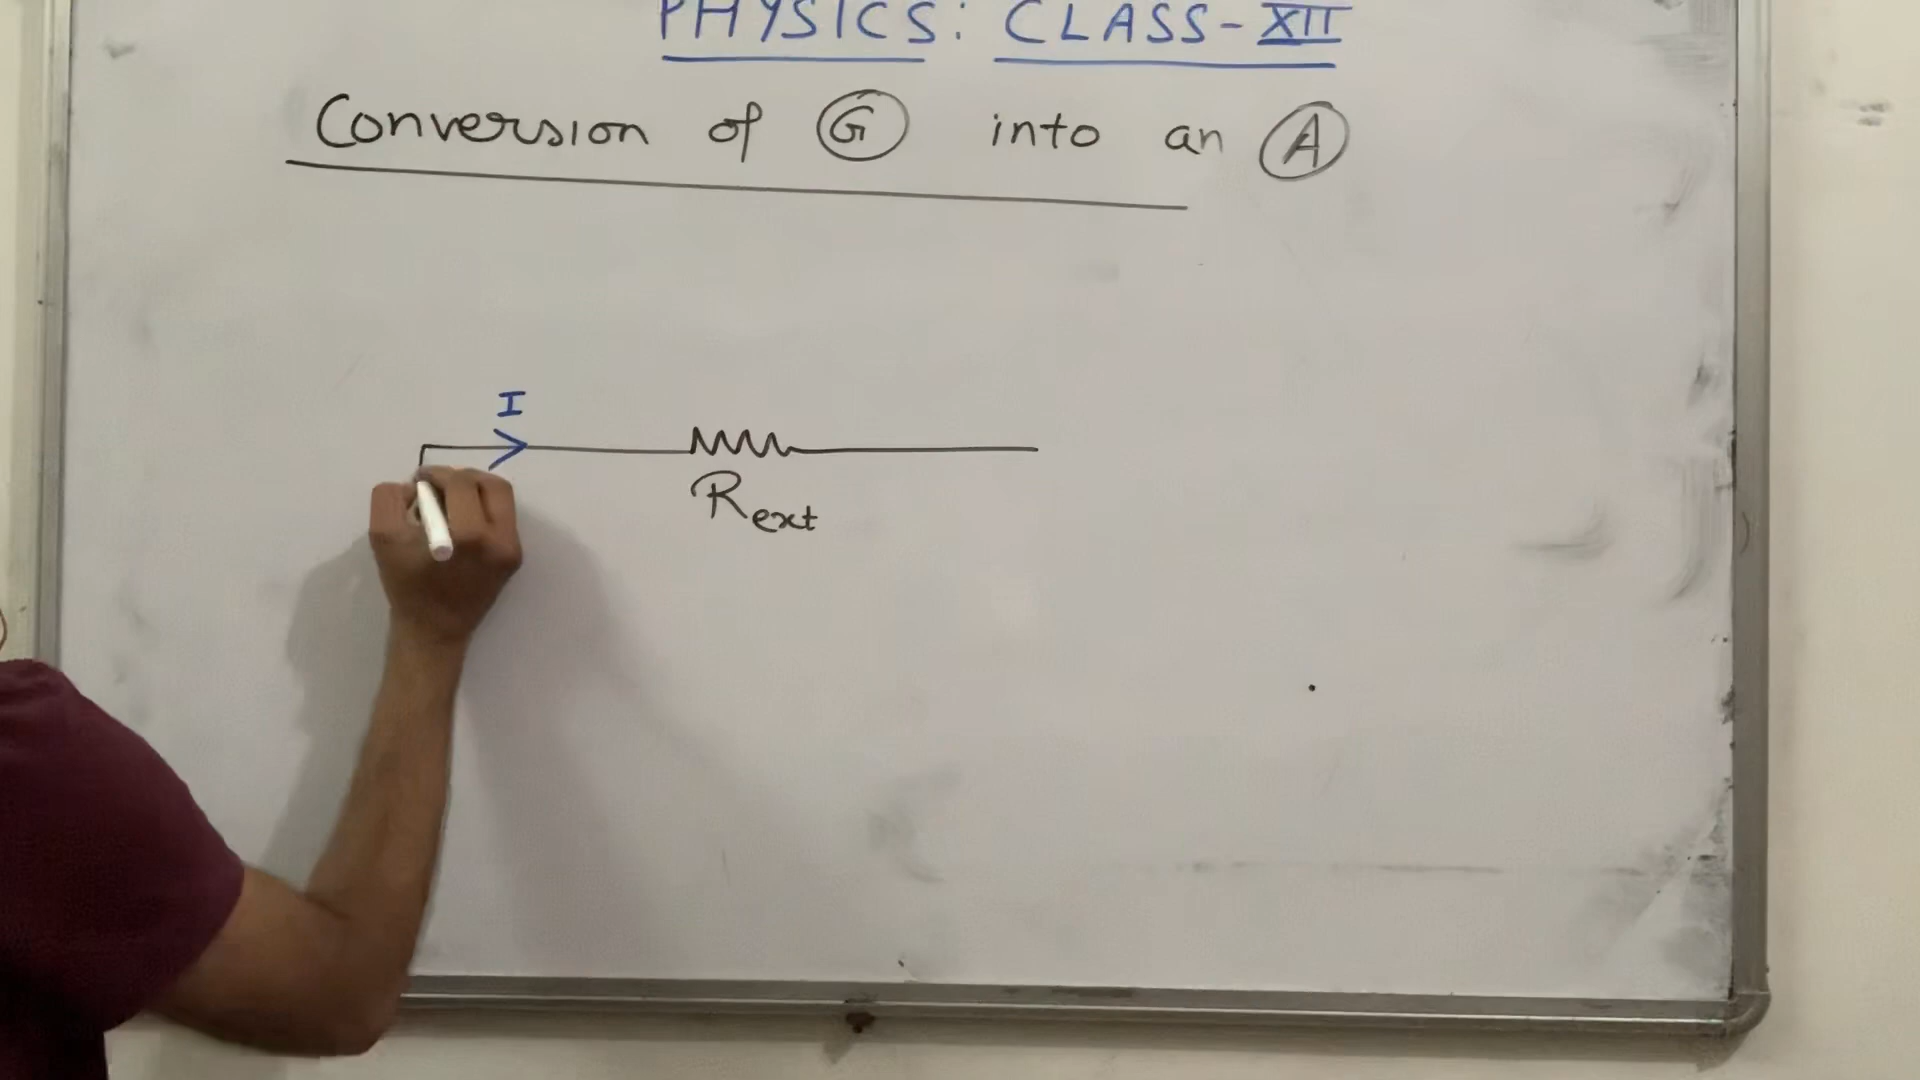 PHYSICS: CLASS-XII
Conversion of G into an A
I
Rext